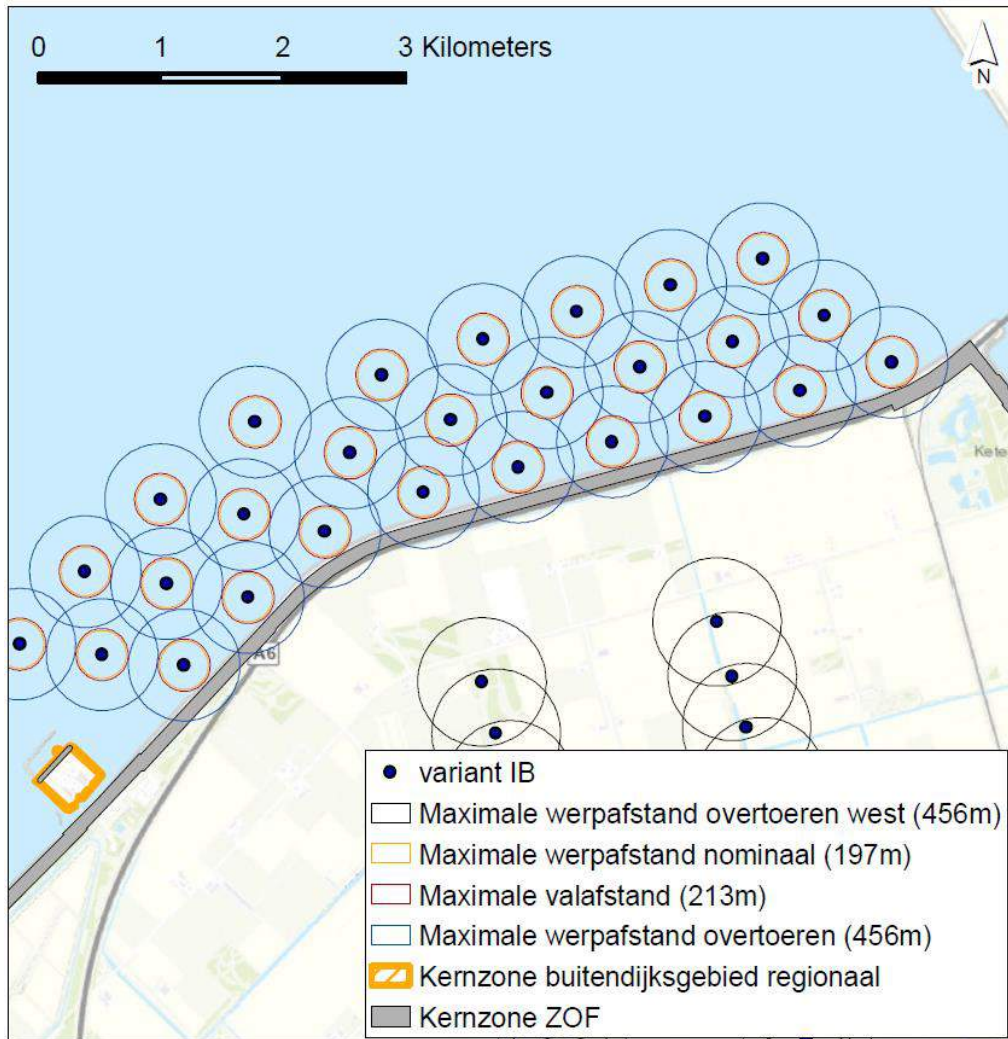 0 1 2 3 Kilometers
N
Kete
A6
variant IB
Maximale werpafstand overtoeren west (456m)
Maximale werpafstand nominaal (197m)
Maximale valafstand (213m)
Maximale werpafstand overtoeren (456m)
Kernzone buitendijksgebied regionaal
Kernzone ZOF